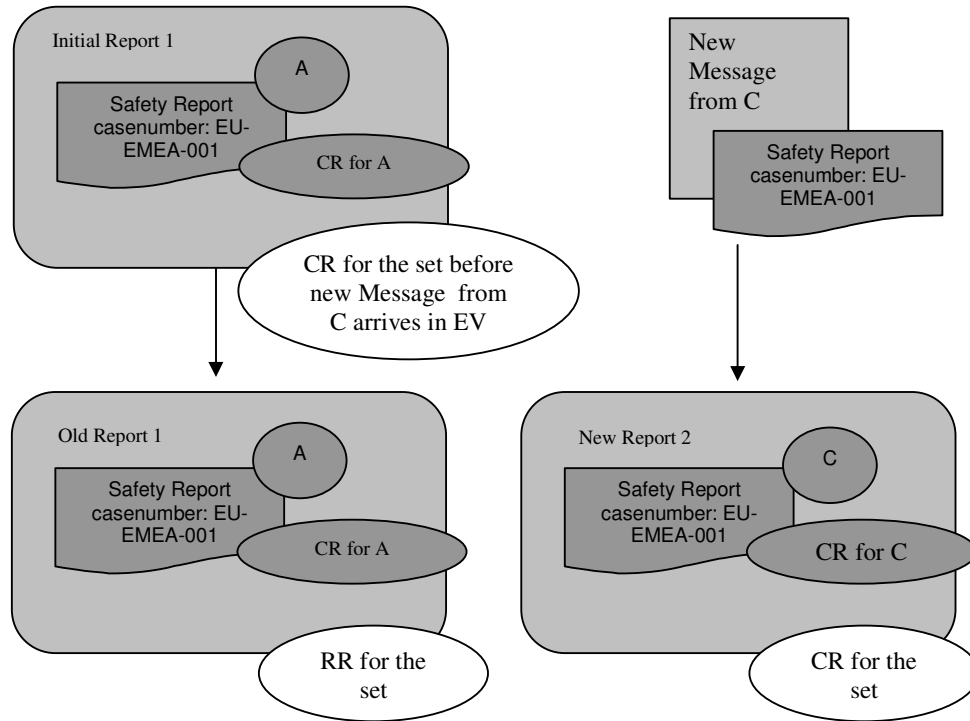 Initial Report 1
A
Safety Report
casenumber: EU-
EMEA-001
CR for A
CR for the set before
new Message from
C arrives in EV
New
Message
from C
Safety Report
casenumber: EU-
EMEA-001
Old Report 1
A
Safety Report
casenumber: EU-
EMEA-001
CR for A
RR for the
set
New Report 2
C
Safety Report
casenumber: EU-
EMEA-001
CR for C
CR for the
set